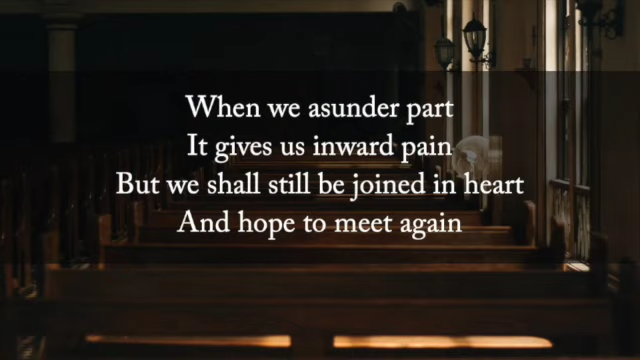 When we asunder part
It gives us inward pain
But we shall still be joined in heart
And hope to meet again